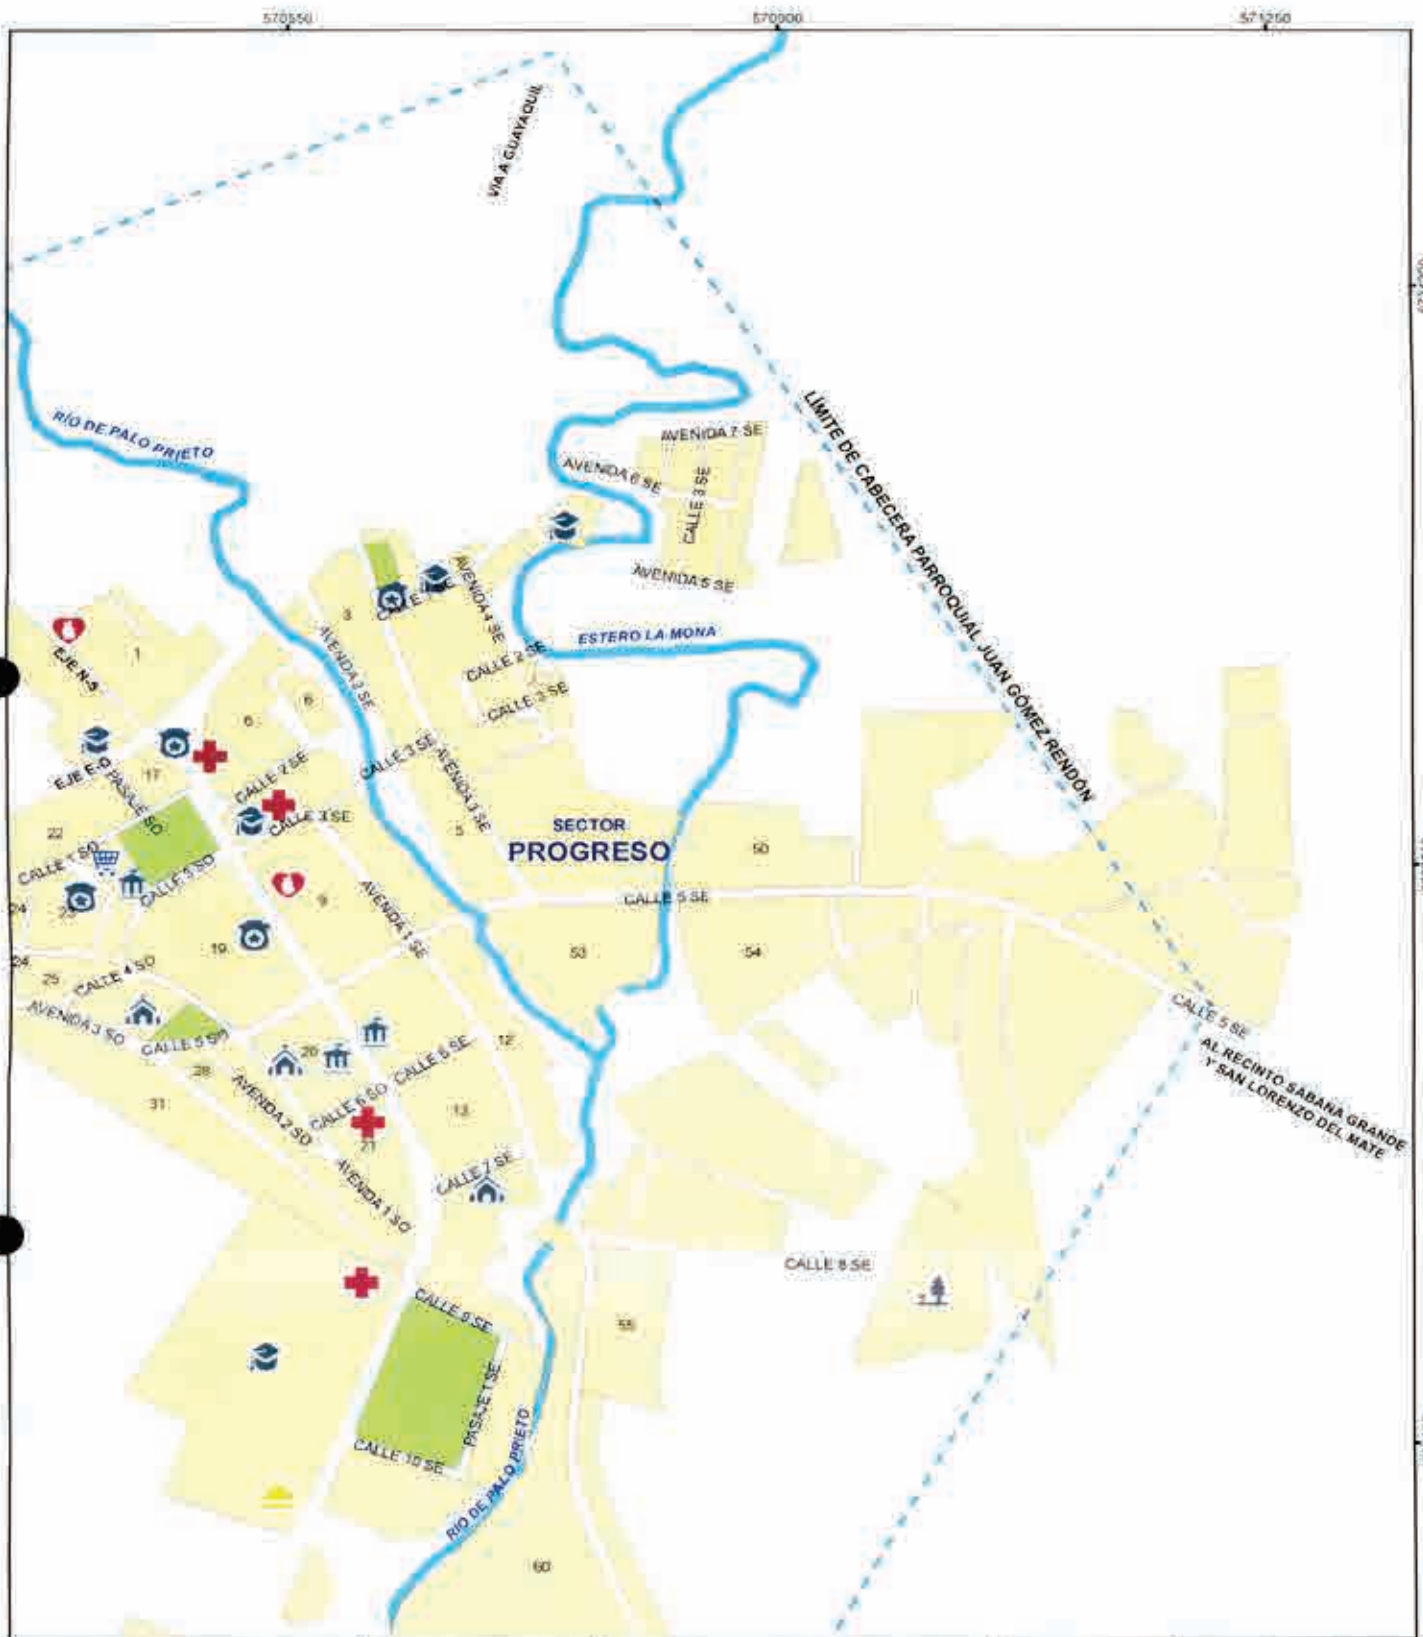 570550
570900
571250
VIA A GUAYAQUIL
RÍO DE PALO PRIETO
AVENIDA 7 SE
AVENIDA 6 SE
CALLE 3 SE
AVENIDA 5 SE
LÍMITE DE CABECERA PARROQUIAL JUAN GÓMEZ RENDÓN
3
AVENIDA 4 SE
ESTERO LA MONA
AVENIDA 2 SE
1
EJE N-S
CALLE 2 SE
CALLE 3 SE
6
6
CALLE 3 SE
AVENIDA 3 SE
EJE E-O
17
PASAJE SO
CALLE 2 SE
CALLE 3 SE
5
SECTOR
PROGRESO
50
22
CALLE 1 SO
CALLE 3 SO
24
23
9
AVENIDA 1 SE
CALLE 5 SE
19
53
54
24
25
CALLE 4 SO
AVENIDA 3 SO
CALLE 5 SO
28
20
CALLE 6 SE
12
CALLE 5 SE
AL RECINTO SABANA GRANDE
Y SAN LORENZO DEL MATE
31
AVENIDA 2 SO
CALLE 6 SO
13
21
AVENIDA 1 SO
CALLE 7 SE
CALLE 8 SE
CALLE 9 SE
55
PASAJE 1 SE
CALLE 10 SE
RÍO DE PALO PRIETO
60